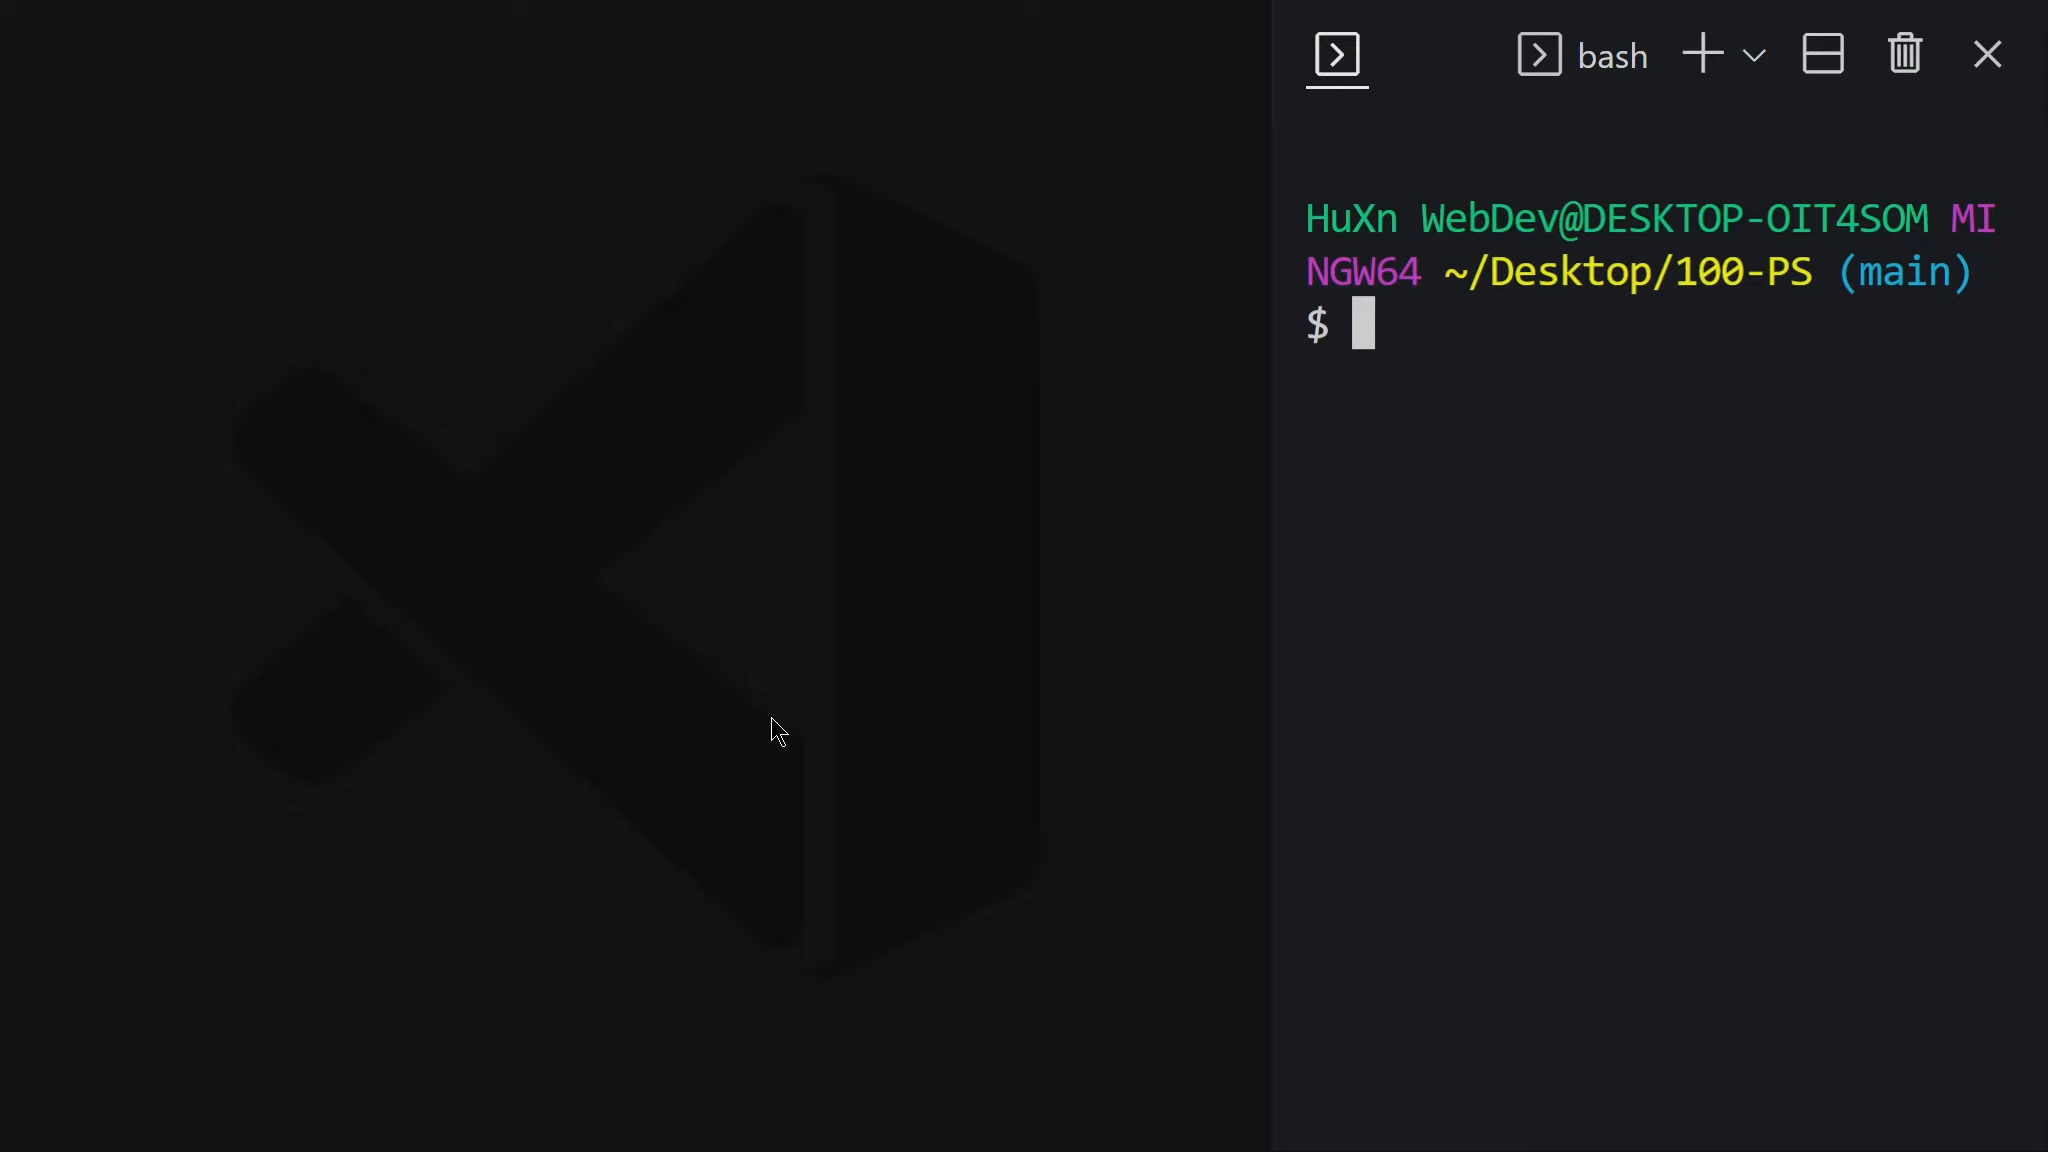 bash
HuXn WebDev@DESKTOP-OIT4SOM MI
NGW64 ~/Desktop/100-PS (main)
$